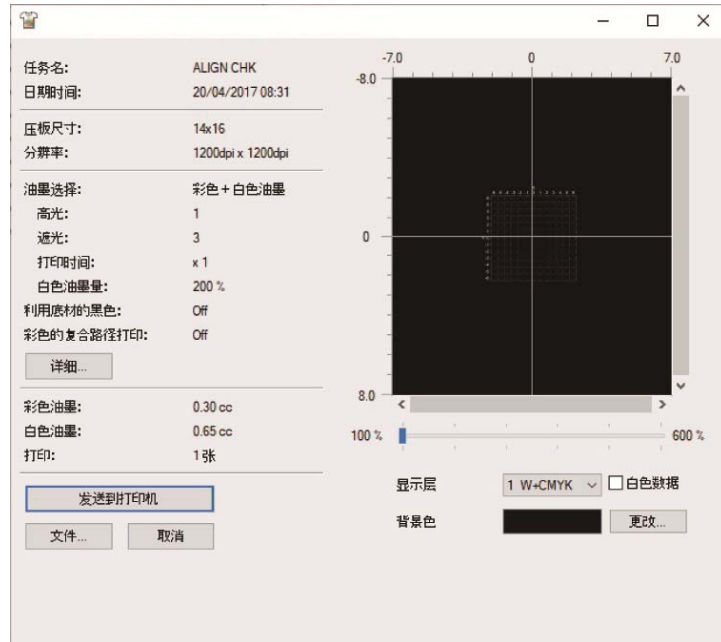 任务名: ALIGN CHK
日期时间: 20/04/2017 08:31
压板尺寸: 14x16
分辨率: 1200dpi x 1200dpi
油墨选择: 彩色+白色油墨
高光: 1
遮光: 3
打印时间: x 1
白色油墨量: 200 %
利用底材的黑色: Off
彩色的复合路径打印: Off
详细...
彩色油墨: 0.30 cc
白色油墨: 0.65 cc
打印: 1 张
发送到打印机
文件... 取消
-7.0 0 7.0
-8.0
0
8.0
100 % 600 %
显示层 1 W+CMYK 白色数据
背景色 更改...